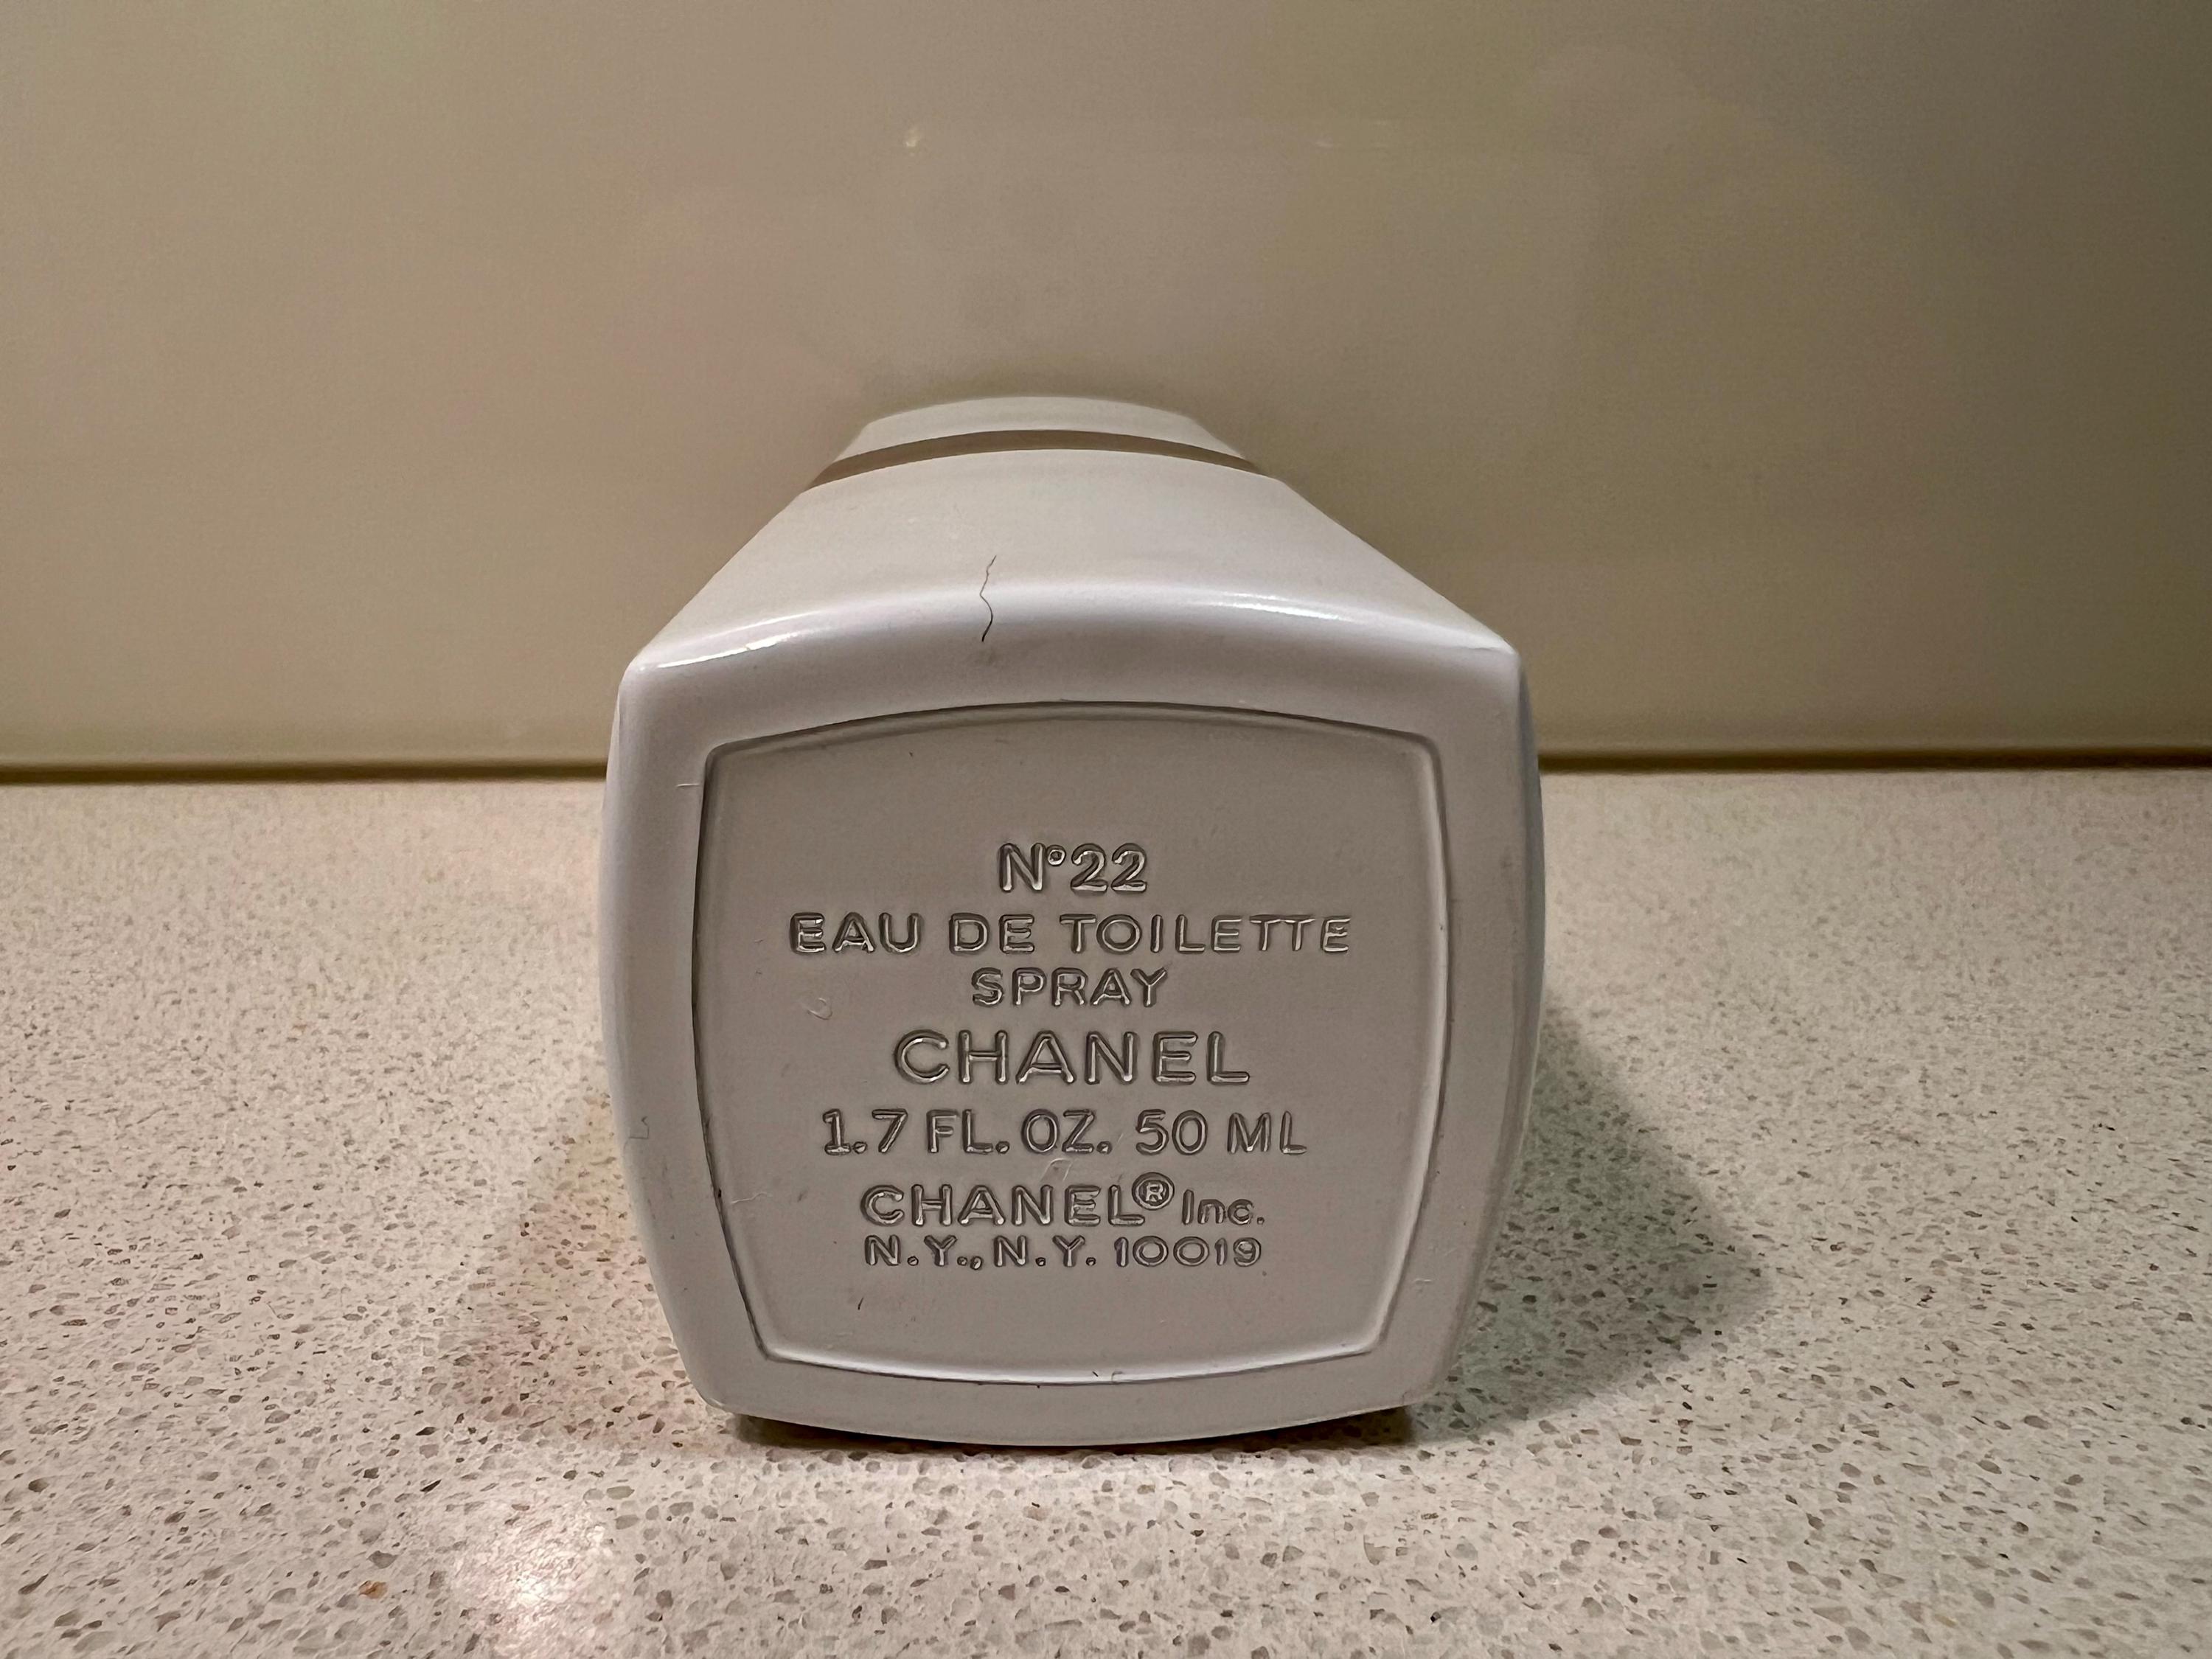 N°22
EAU DE TOILETTE
SPRAY
CHANEL
1.7 FL. OZ. 50 ML
CHANEL® Inc.
N.Y., N.Y. 10019